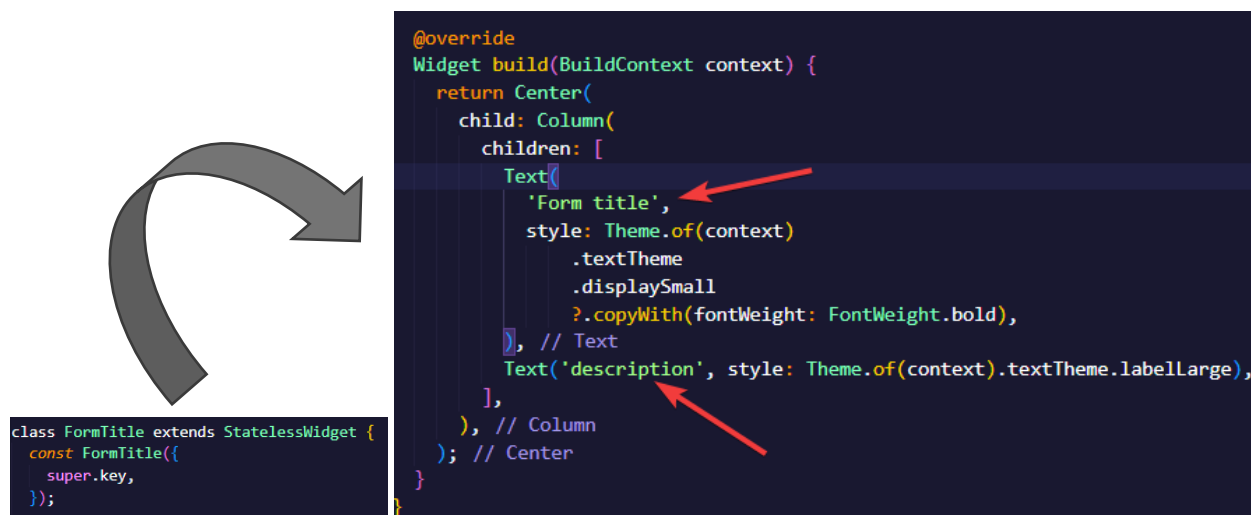 class FormTitle extends StatelessWidget {
  const FormTitle({
    super.key,
  });
@override
Widget build(BuildContext context) {
  return Center(
    child: Column(
      children: [
        Text(
          'Form title',
          style: Theme.of(context)
              .textTheme
              .displaySmall
              ?.copyWith(fontWeight: FontWeight.bold),
        ), // Text
        Text('description', style: Theme.of(context).textTheme.labelLarge),
      ],
    ), // Column
  ); // Center
}
}